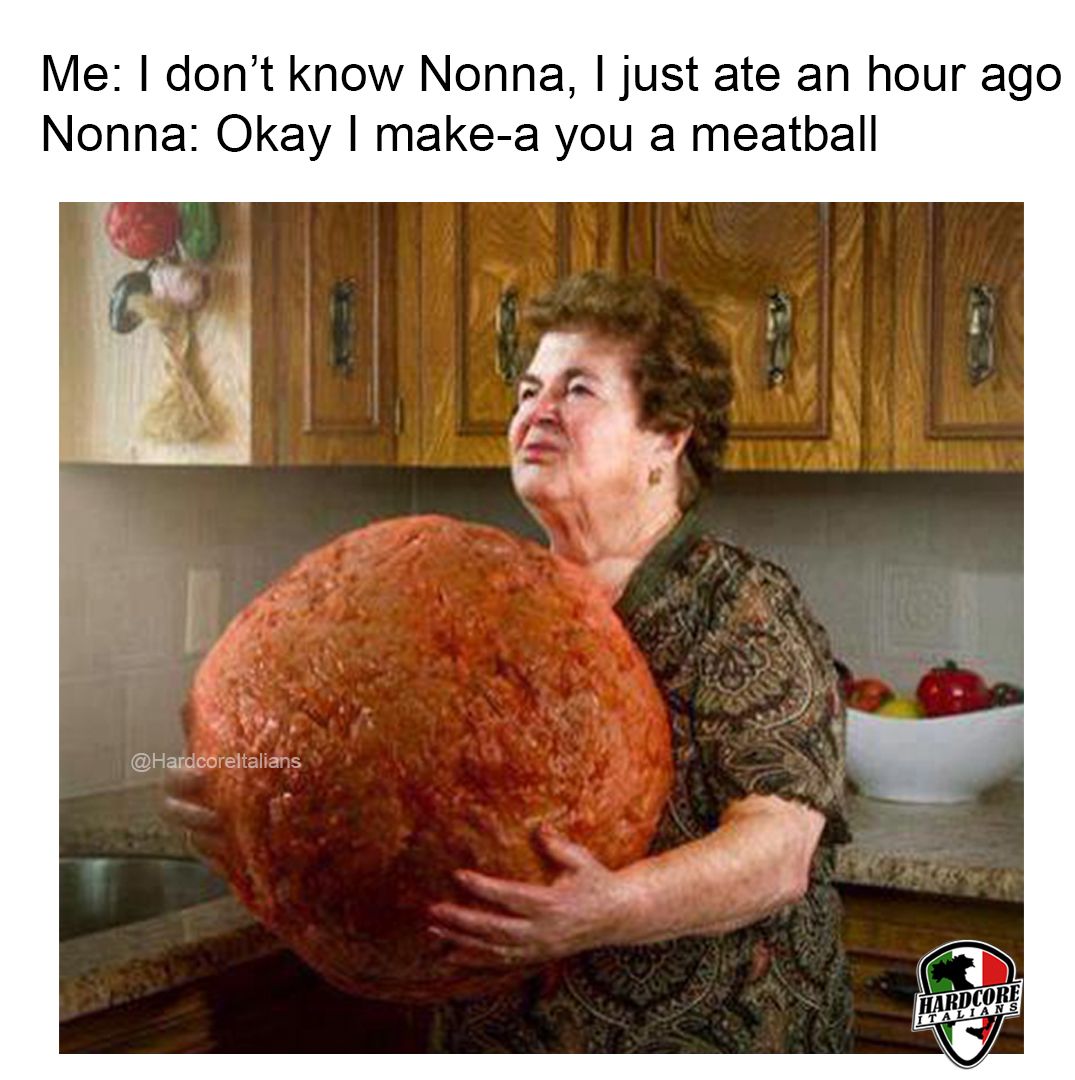 Me: I don’t know Nonna, I just ate an hour ago
Nonna: Okay I make-a you a meatball
@HardcoreItalians
HARDCORE
ITALIANS